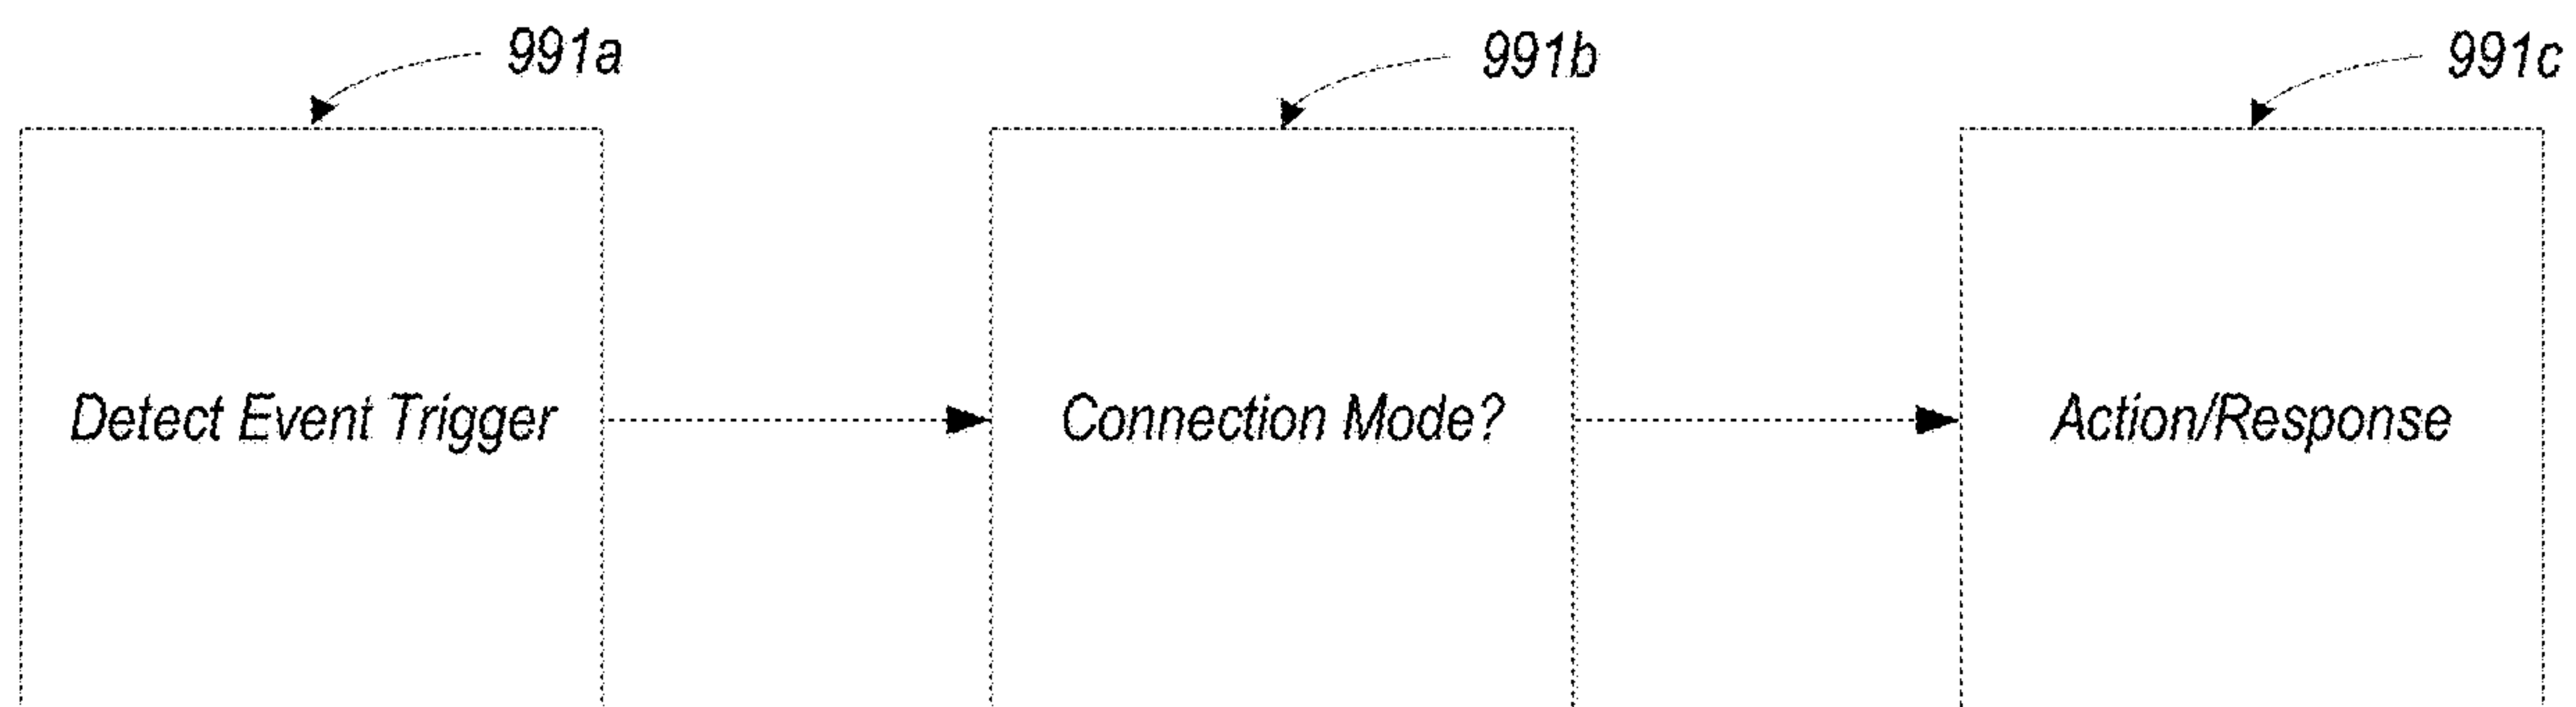 991a
991b
991c
Detect Event Trigger
Connection Mode?
Action/Response